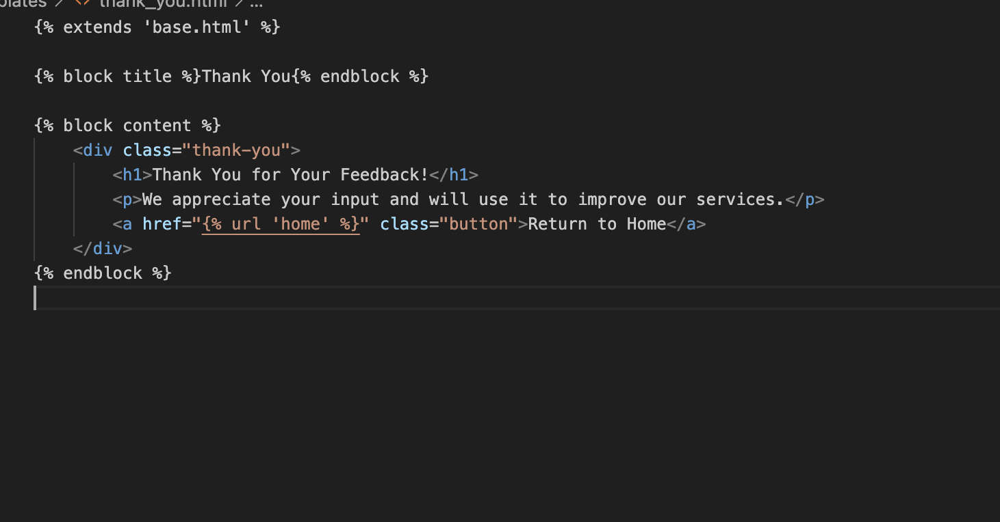 thank_you.html > ...
{% extends 'base.html' %}
{% block title %}Thank You{% endblock %}
{% block content %}
<div class="thank-you">
<h1>Thank You for Your Feedback!</h1>
<p>We appreciate your input and will use it to improve our services.</p>
<a href="{% url 'home' %}" class="button">Return to Home</a>
</div>
{% endblock %}